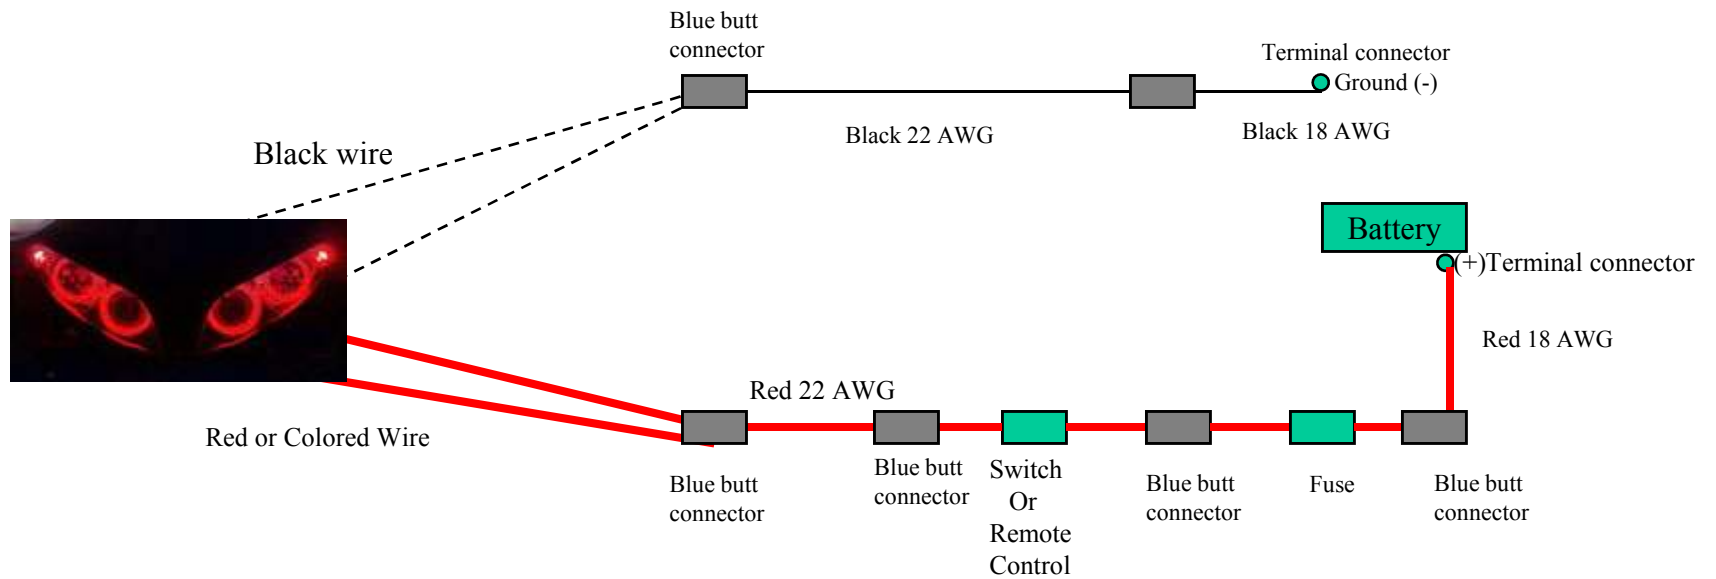 Blue butt
connector
Terminal connector
Ground (-)
Black 22 AWG
Black 18 AWG
Black wire
Battery
(+)Terminal connector
Red 18 AWG
Red 22 AWG
Red or Colored Wire
Blue butt
connector
Blue butt
connector
Switch
Or
Remote
Control
Blue butt
connector
Fuse
Blue butt
connector